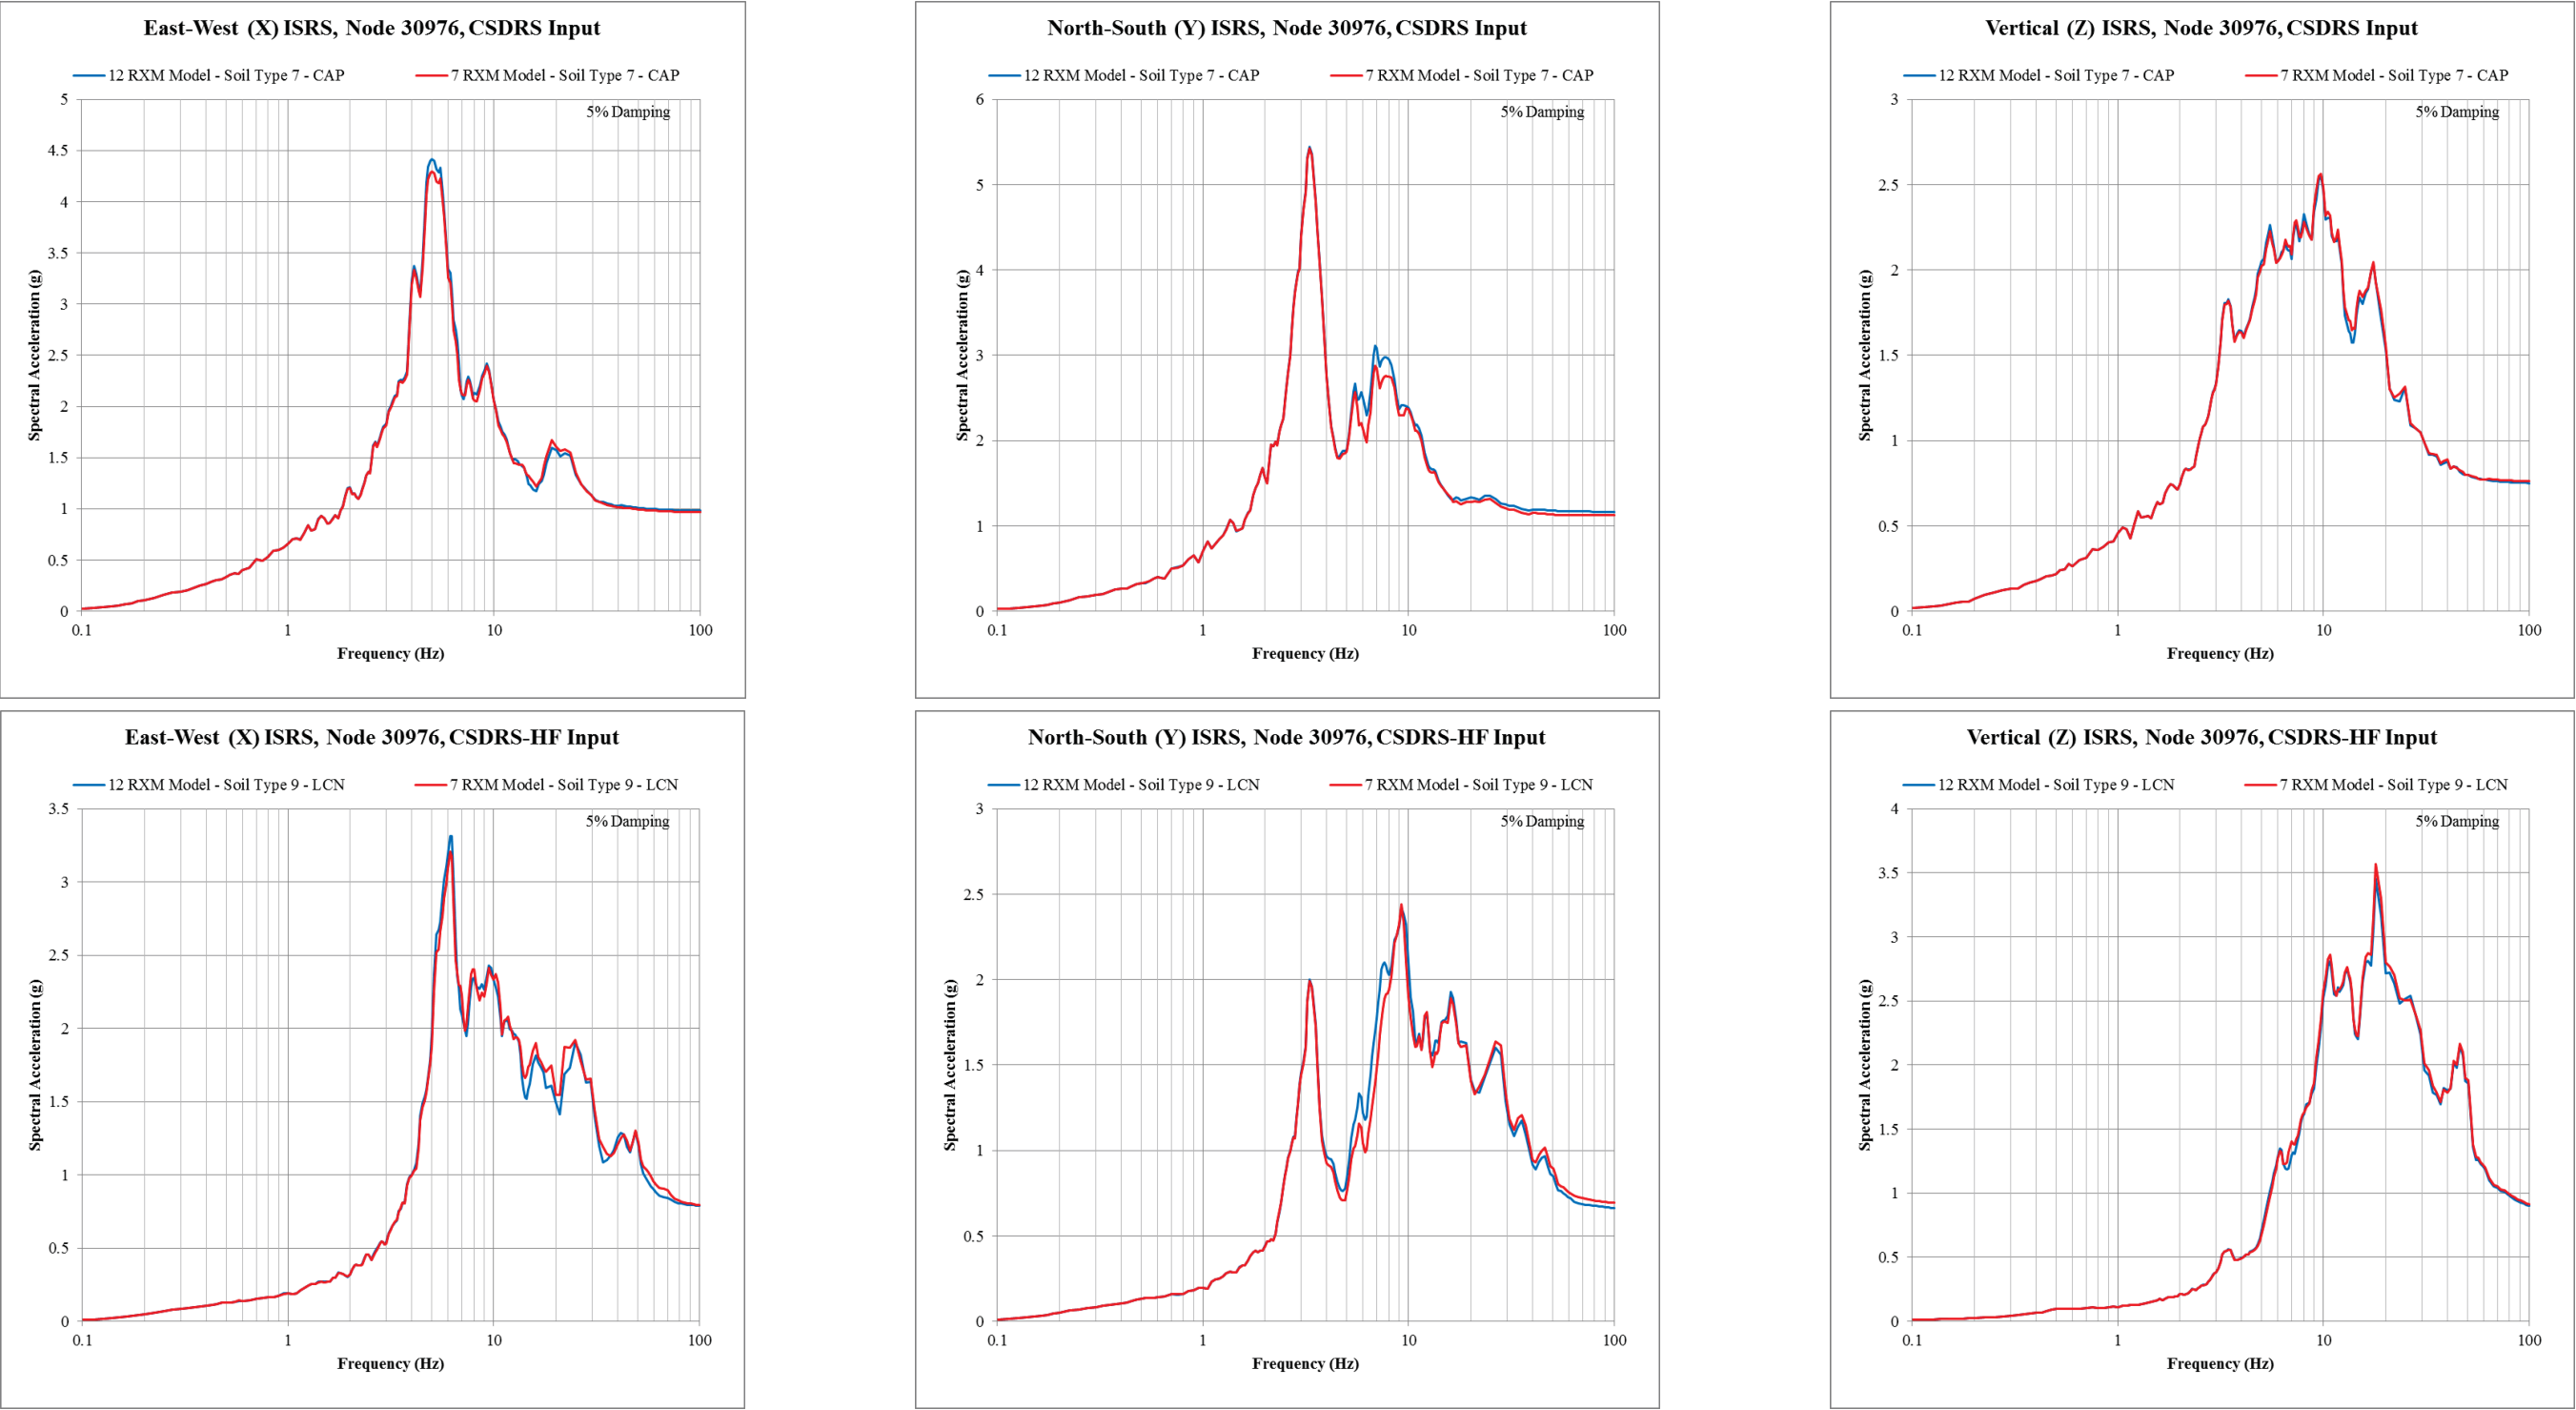 East-West (X) ISRS, Node 30976, CSDRS Input
12 RXM Model - Soil Type 7 - CAP
7 RXM Model - Soil Type 7 - CAP
5% Damping
Spectral Acceleration (g)
5
4.5
4
3.5
3
2.5
2
1.5
1
0.5
0
0.1 1 10 100
Frequency (Hz)
North-South (Y) ISRS, Node 30976, CSDRS Input
12 RXM Model - Soil Type 7 - CAP
7 RXM Model - Soil Type 7 - CAP
5% Damping
Spectral Acceleration (g)
6
5
4
3
2
1
0
0.1 1 10 100
Frequency (Hz)
Vertical (Z) ISRS, Node 30976, CSDRS Input
12 RXM Model - Soil Type 7 - CAP
7 RXM Model - Soil Type 7 - CAP
5% Damping
Spectral Acceleration (g)
3
2.5
2
1.5
1
0.5
0
0.1 1 10 100
Frequency (Hz)
East-West (X) ISRS, Node 30976, CSDRS-HF Input
12 RXM Model - Soil Type 9 - LCN
7 RXM Model - Soil Type 9 - LCN
5% Damping
Spectral Acceleration (g)
3.5
3
2.5
2
1.5
1
0.5
0
0.1 1 10 100
Frequency (Hz)
North-South (Y) ISRS, Node 30976, CSDRS-HF Input
12 RXM Model - Soil Type 9 - LCN
7 RXM Model - Soil Type 9 - LCN
5% Damping
Spectral Acceleration (g)
3
2.5
2
1.5
1
0.5
0
0.1 1 10 100
Frequency (Hz)
Vertical (Z) ISRS, Node 30976, CSDRS-HF Input
12 RXM Model - Soil Type 9 - LCN
7 RXM Model - Soil Type 9 - LCN
5% Damping
Spectral Acceleration (g)
4
3.5
3
2.5
2
1.5
1
0.5
0
0.1 1 10 100
Frequency (Hz)